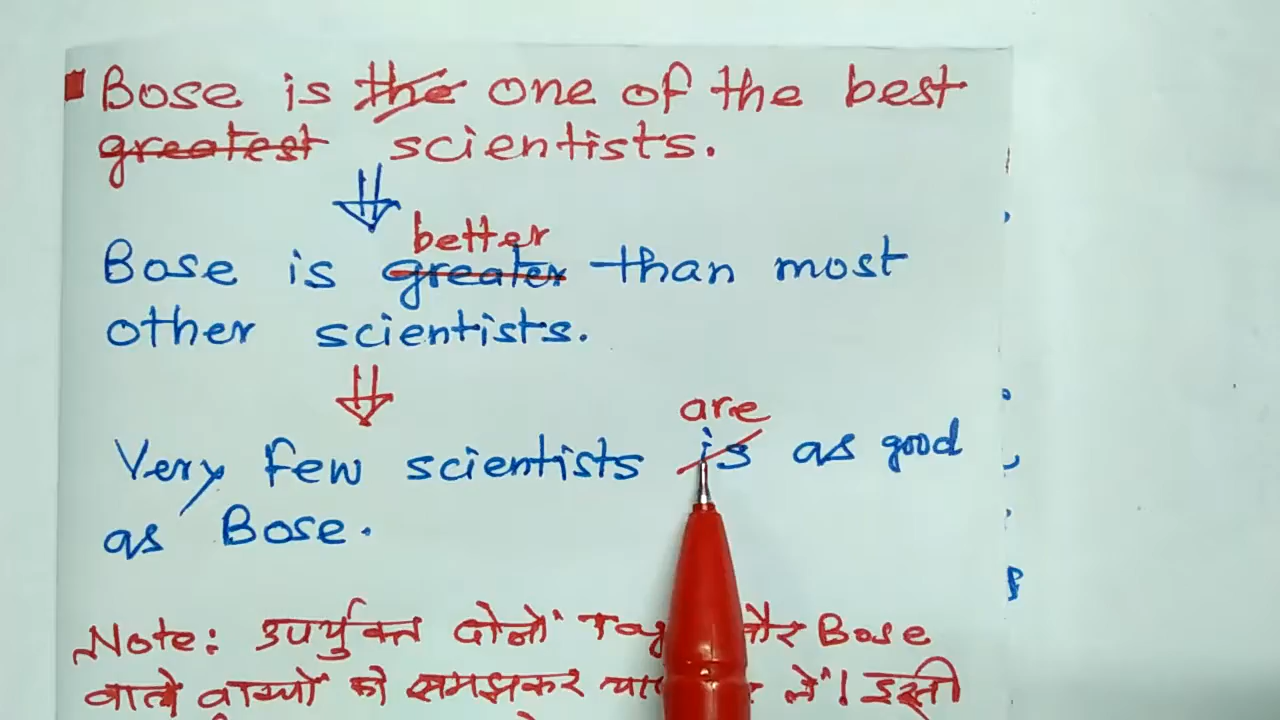 Bose is the one of the best
greatest scientists.
better
Bose is greater than most
other scientists.
are
Very few scientists is as good
as Bose.
Note: उपर्युक्त दोनों और Bose
वाले वाक्यों को समझकर लें। इसी